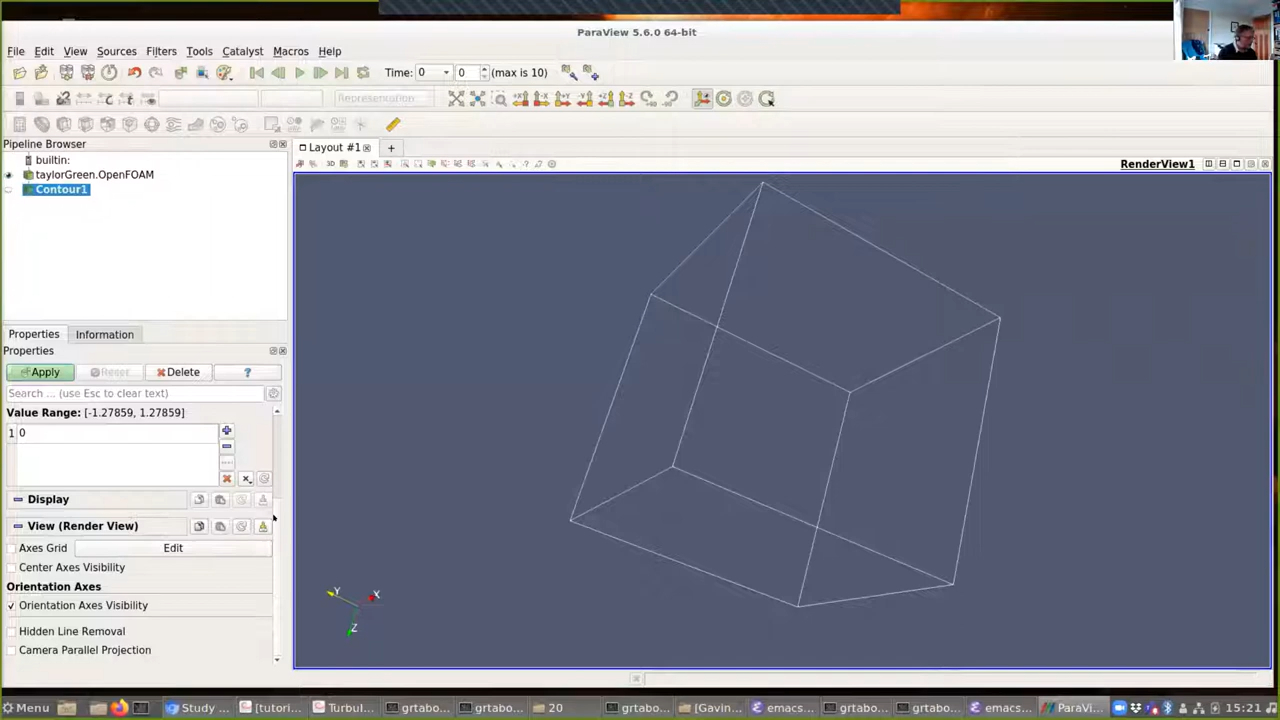 ParaView 5.6.0 64-bit
File Edit View Sources Filters Tools Catalyst Macros Help
Time: 0 0 (max is 10)
Representation
Pipeline Browser
Layout #1
builtin:
RenderView1
taylorGreen.OpenFOAM
Contour1
Properties Information
Properties
Apply Reset Delete ?
Search ... (use Esc to clear text)
Value Range: [-1.27859, 1.27859]
1 0
Display
View (Render View)
Axes Grid Edit
Center Axes Visibility
Orientation Axes
Orientation Axes Visibility
Hidden Line Removal
Camera Parallel Projection
Y X
Z
Menu Study ... [tutori... Turbul... grtabo... grtabo... 20 grtabo... [Gavin... emacs... grtabo... grtabo... emacs... ParaVi... 15:21